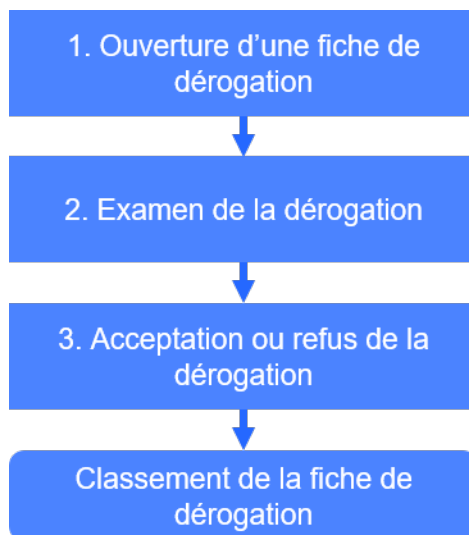 1. Ouverture d’une fiche de
dérogation
2. Examen de la dérogation
3. Acceptation ou refus de la
dérogation
Classement de la fiche de
dérogation